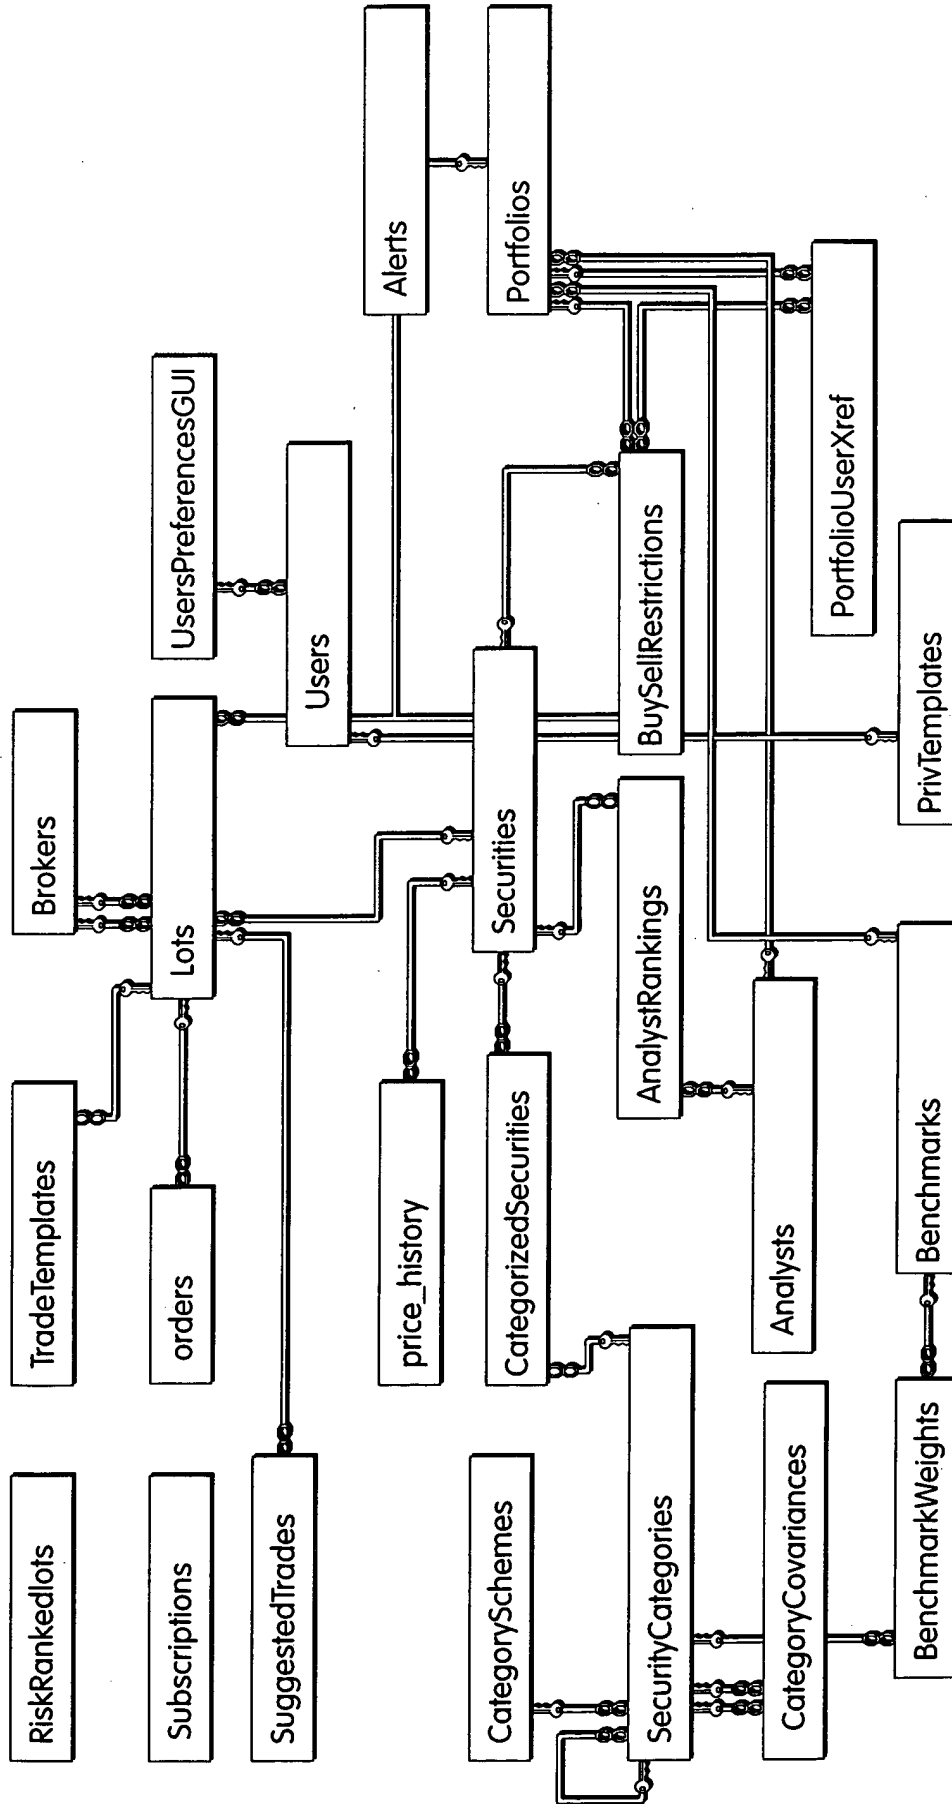 RiskRankedlots
TradeTemplates
Brokers
Subscriptions
orders
Lots
UsersPreferencesGUI
SuggestedTrades
Users
price_history
Alerts
CategorySchemes
CategorizedSecurities
Securities
Portfolios
SecurityCategories
AnalystRankings
BuySellRestrictions
CategoryCovariances
Analysts
PortfolioUserXref
BenchmarkWeights
Benchmarks
PrivTemplates